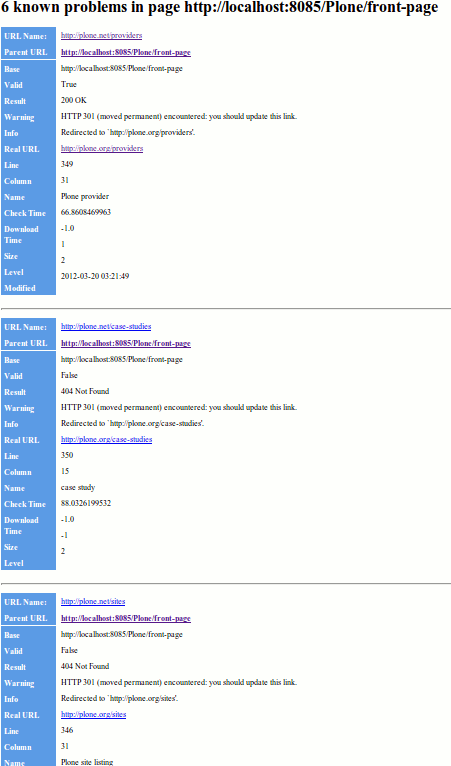 6 known problems in page http://localhost:8085/Plone/front-page
URL Name: http://plone.net/providers
Parent URL http://localhost:8085/Plone/front-page
Base http://localhost:8085/Plone/front-page
Valid True
Result 200 OK
Warning HTTP 301 (moved permanent) encountered: you should update this link.
Info Redirected to `http://plone.org/providers'.
Real URL http://plone.org/providers
Line 349
Column 31
Name Plone provider
Check Time 66.8608469963
Download Time -1.0
Size 1
Level 2
Modified 2012-03-20 03:21:49
URL Name: http://plone.net/case-studies
Parent URL http://localhost:8085/Plone/front-page
Base http://localhost:8085/Plone/front-page
Valid False
Result 404 Not Found
Warning HTTP 301 (moved permanent) encountered: you should update this link.
Info Redirected to `http://plone.org/case-studies'.
Real URL http://plone.org/case-studies
Line 350
Column 15
Name case study
Check Time 88.0326199532
Download Time -1.0
Size -1
Level 2
URL Name: http://plone.net/sites
Parent URL http://localhost:8085/Plone/front-page
Base http://localhost:8085/Plone/front-page
Valid False
Result 404 Not Found
Warning HTTP 301 (moved permanent) encountered: you should update this link.
Info Redirected to `http://plone.org/sites'.
Real URL http://plone.org/sites
Line 346
Column 31
Name Plone site listing